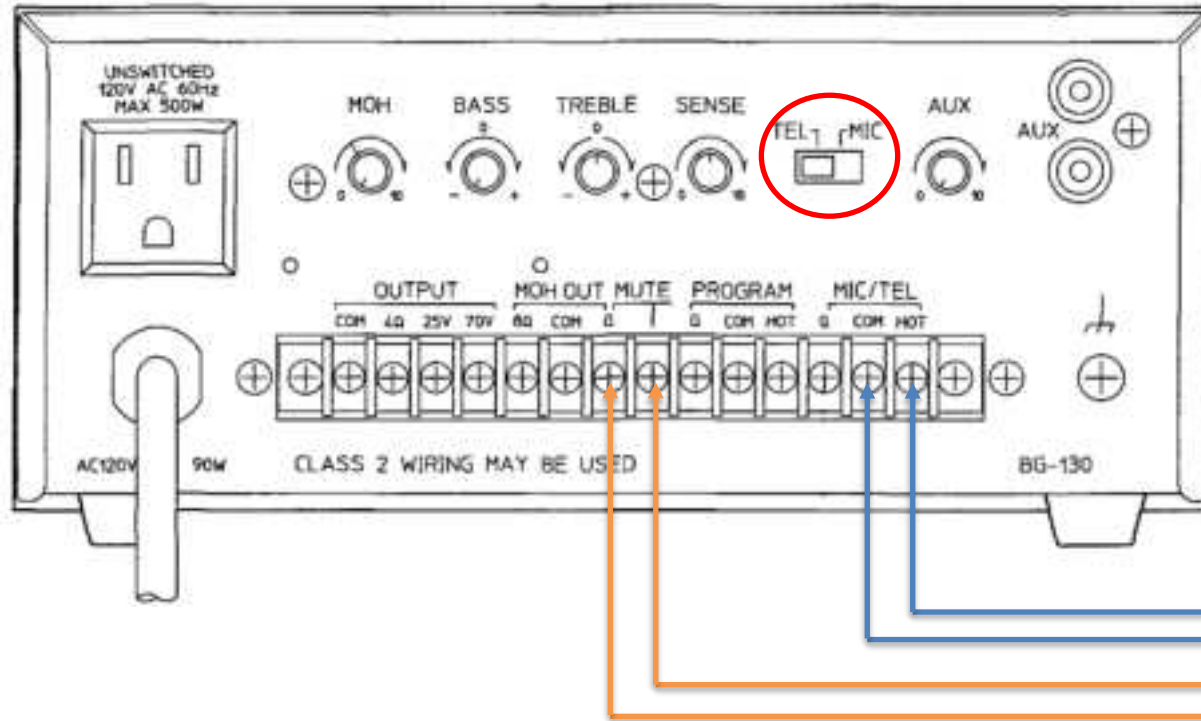 UNSWITCHED
120V AC 60Hz
MAX 500W
MOH
BASS
TREBLE
SENSE
TEL
MIC
AUX
AUX
0
0
0 10
- +
- +
0 10
0 10
OUTPUT
MOH OUT
MUTE
PROGRAM
MIC/TEL
COM 4Ω 25V 70V 8Ω COM G G COM HOT G COM HOT
AC120V 90W
CLASS 2 WIRING MAY BE USED
BG-130